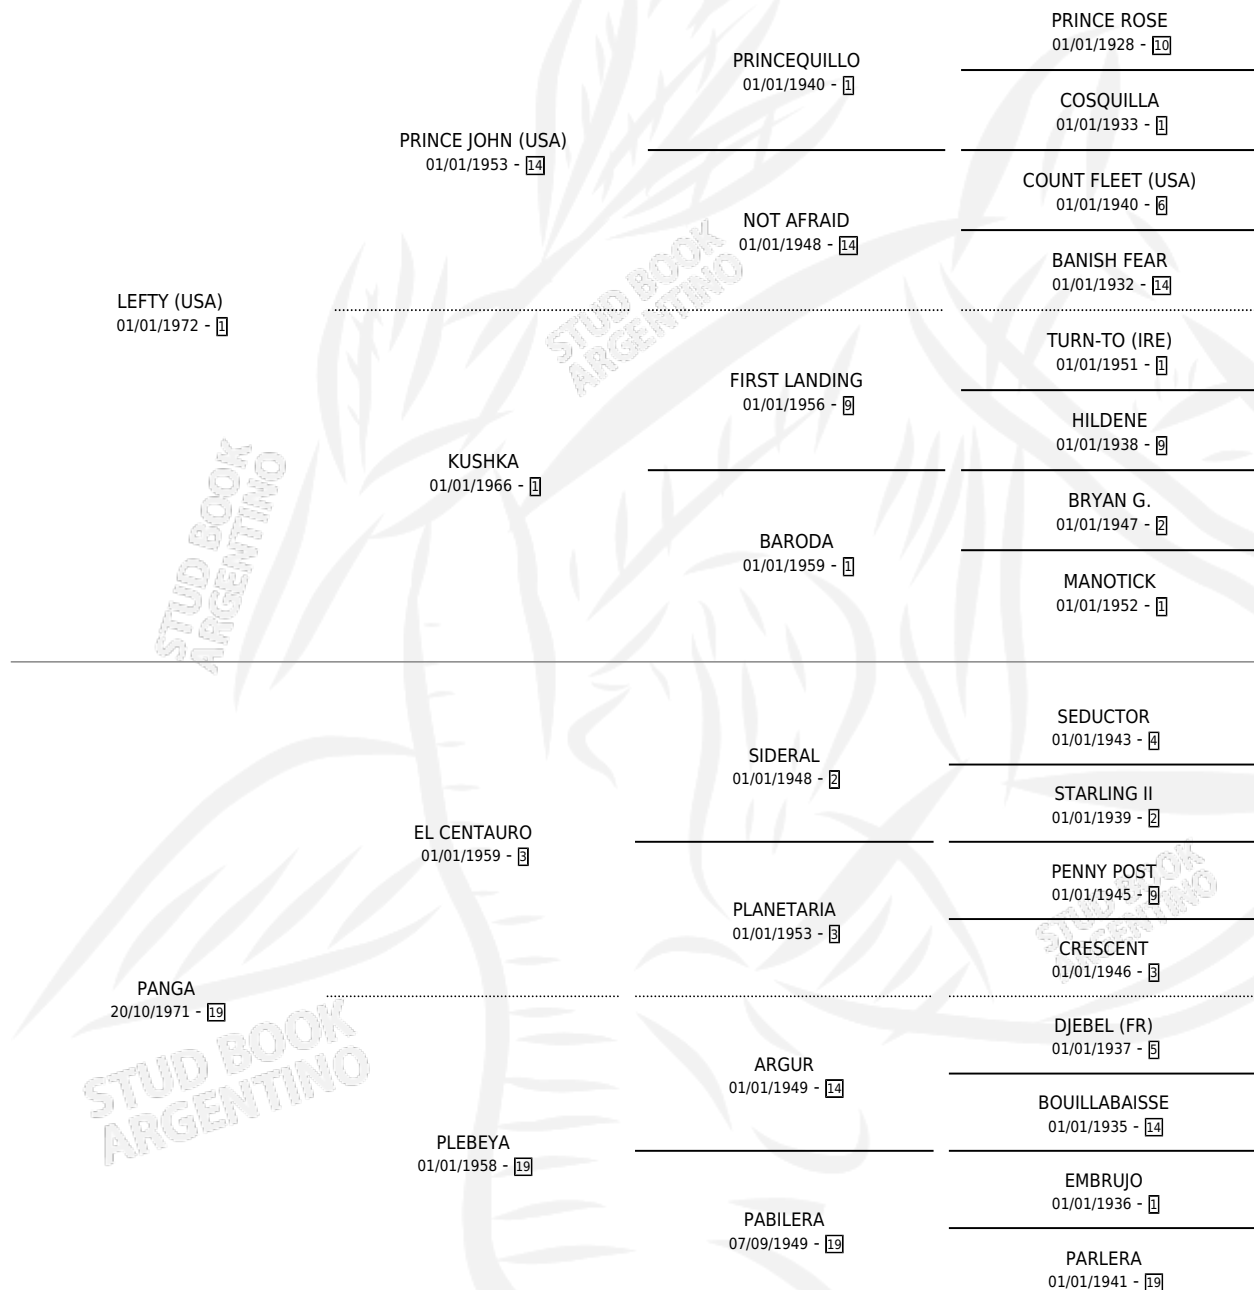 PRINCE ROSE
01/01/1928 - 10
PRINCEQUILLO
01/01/1940 - 1
COSQUILLA
01/01/1933 - 1
PRINCE JOHN (USA)
01/01/1953 - 14
COUNT FLEET (USA)
01/01/1940 - 6
NOT AFRAID
01/01/1948 - 14
BANISH FEAR
01/01/1932 - 14
STUD BOOK
ARGENTINO
LEFTY (USA)
01/01/1972 - 1
TURN-TO (IRE)
01/01/1951 - 1
FIRST LANDING
01/01/1956 - 9
HILDENE
01/01/1938 - 9
KUSHKA
01/01/1966 - 1
BRYAN G.
01/01/1947 - 2
BARODA
01/01/1959 - 1
MANOTICK
01/01/1952 - 1
STUD BOOK
ARGENTINO
SEDUCTOR
01/01/1943 - 4
SIDERAL
01/01/1948 - 2
STARLING II
01/01/1939 - 2
EL CENTAURO
01/01/1959 - 3
PENNY POST
01/01/1945 - 9
PLANETARIA
01/01/1953 - 3
CRESCENT
01/01/1946 - 3
STUD BOOK
ARGENTINO
PANGA
20/10/1971 - 19
DJEBEL (FR)
01/01/1937 - 5
ARGUR
01/01/1949 - 14
BOUILLABAISSE
01/01/1935 - 14
STUD BOOK
ARGENTINO
PLEBEYA
01/01/1958 - 19
EMBRUJO
01/01/1936 - 1
PABILERA
07/09/1949 - 19
PARLERA
01/01/1941 - 19